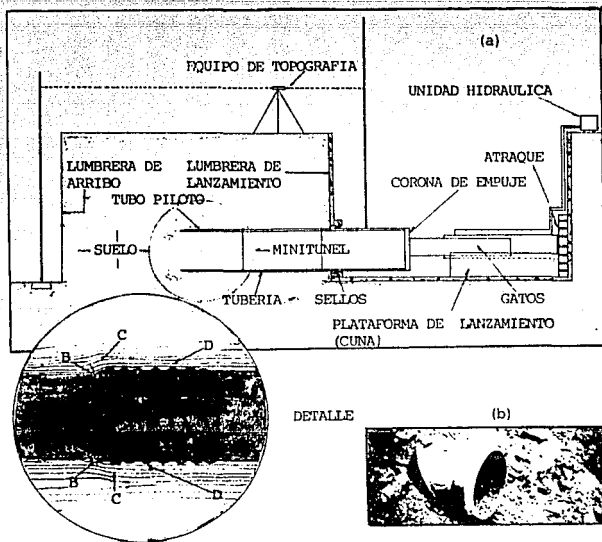 (a)
EQUIPO DE TOPOGRAFIA
UNIDAD HIDRAULICA
ATRAQUE
LUMBRERA DE
ARRIBO
LUMBRERA DE
LANZAMIENTO
CORONA DE EMPUJE
TUBO PILOTO
SUELO
MINITUNEL
TUBERIA
SELLOS
GATOS
PLATAFORMA DE LANZAMIENTO
(CUNA)
C
B
D
DETALLE
(b)
B
C
D